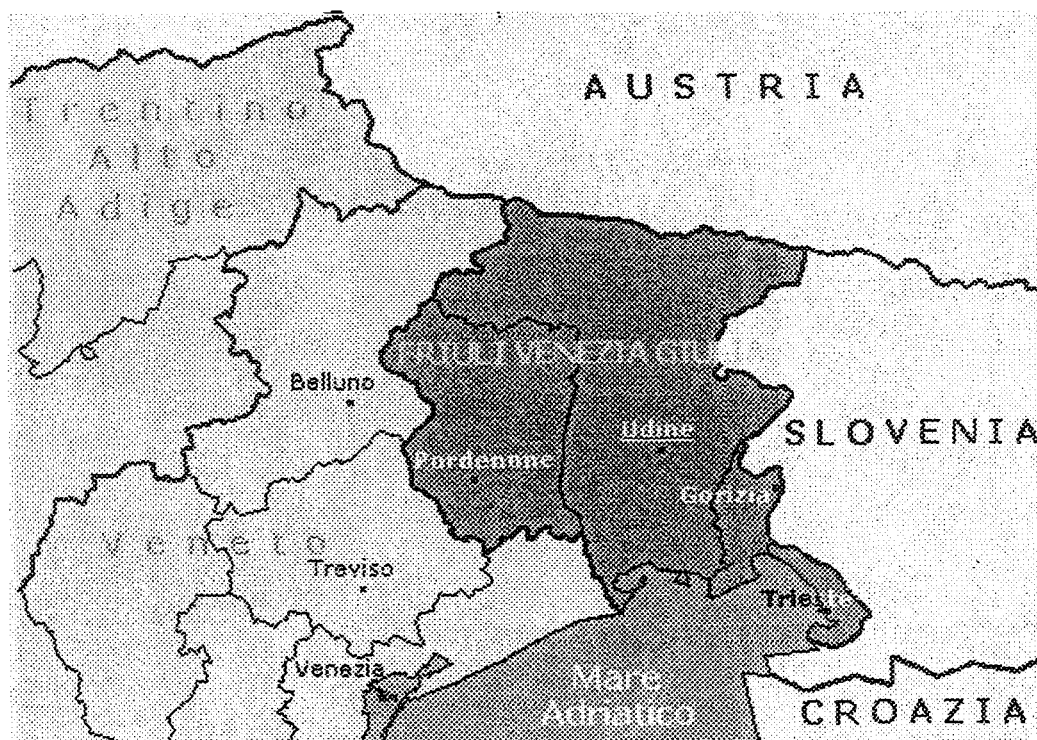 AUSTRIA
Trentino
Alto
Adige
FRIULI VENEZIA GIULIA
Belluno
Udine
SLOVENIA
Pordenone
Gorizia
Veneto
Treviso
Trieste
Venezia
Mare
Adriatico
CROAZIA